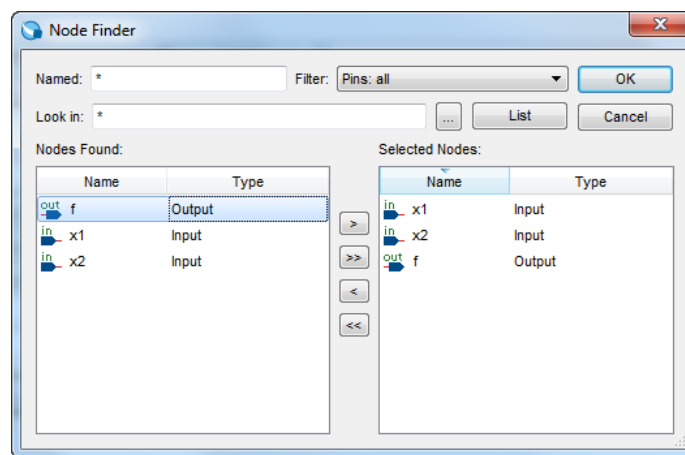 Node Finder
Named: * Filter: Pins: all OK
Look in: * ... List Cancel
Nodes Found: Selected Nodes:
Name Type Name Type
out f Output in x1 Input
in x1 Input > in x2 Input
in x2 Input >> out f Output
<
<<